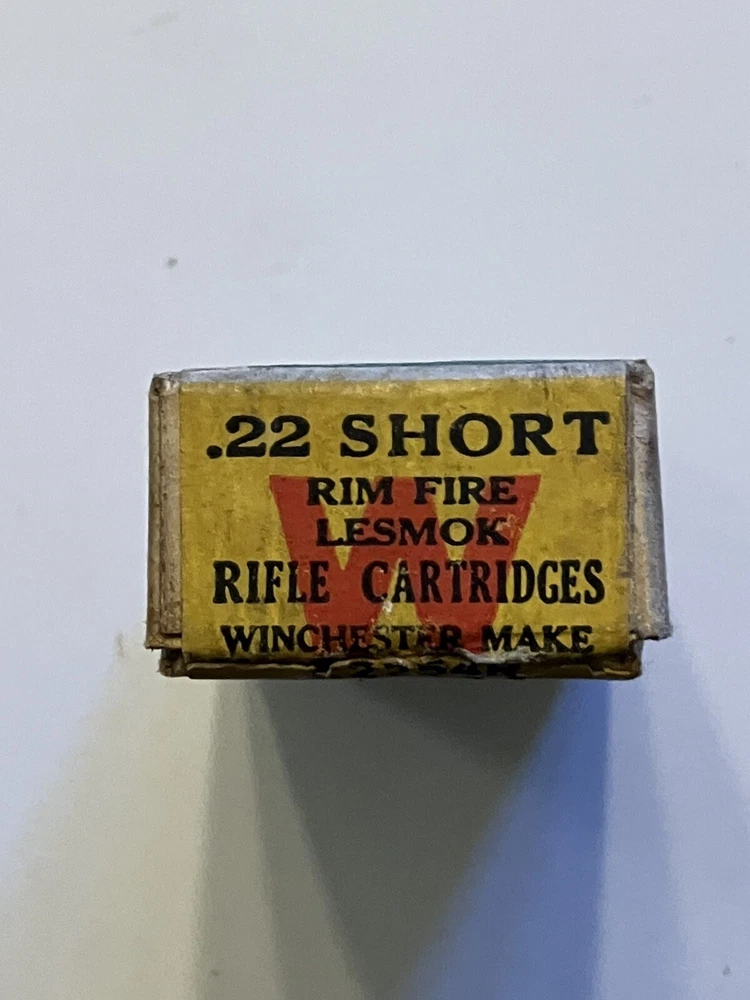 .22 SHORT
RIM FIRE
LESMOK
RIFLE CARTRIDGES
WINCHESTER MAKE